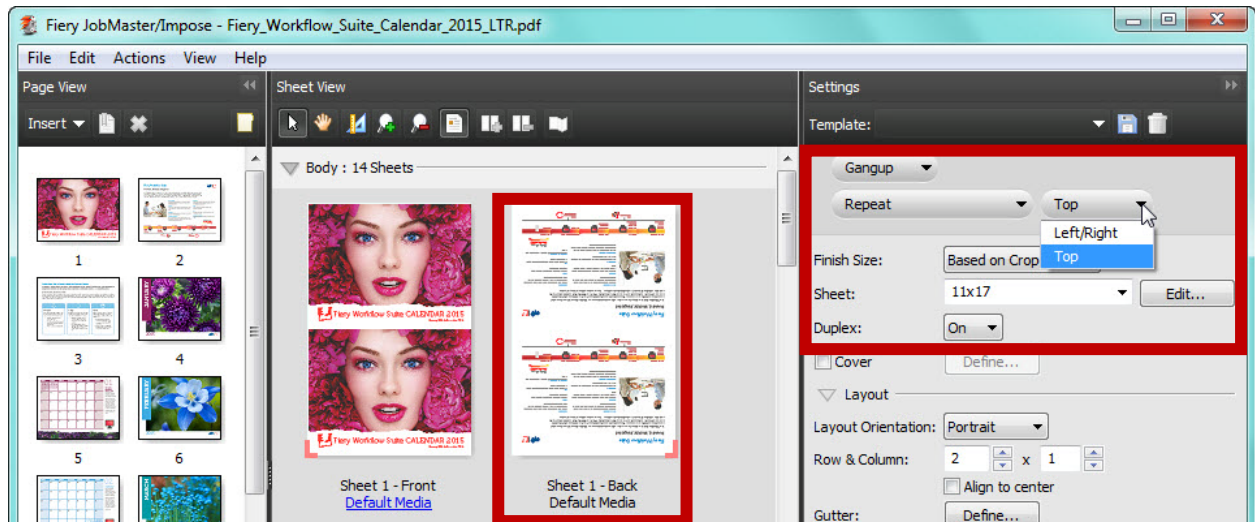 Fiery JobMaster/Impose - Fiery_Workflow_Suite_Calendar_2015_LTR.pdf
File Edit Actions View Help
Page View
Insert
1
2
3
4
5
6
JANUARY
FEBRUARY
MARCH
Sheet View
Body : 14 Sheets
Fiery Workflow Suite CALENDAR 2015
Fiery Workflow Suite CALENDAR 2015
Sheet 1 - Front
Default Media
Sheet 1 - Back
Default Media
Settings
Template:
Gangup
Repeat
Top
Left/Right
Top
Finish Size:
Based on Crop
Sheet:
11x17
Edit...
Duplex:
On
Cover
Define...
Layout
Layout Orientation:
Portrait
Row & Column:
2 x 1
Align to center
Gutter:
Define...